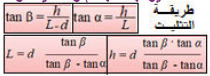 طريقة
التثليث
tan β = h / L-d    tan α = h / L
L = d tan β / tan β - tan α    h = d tan β · tan α / tan β - tan α